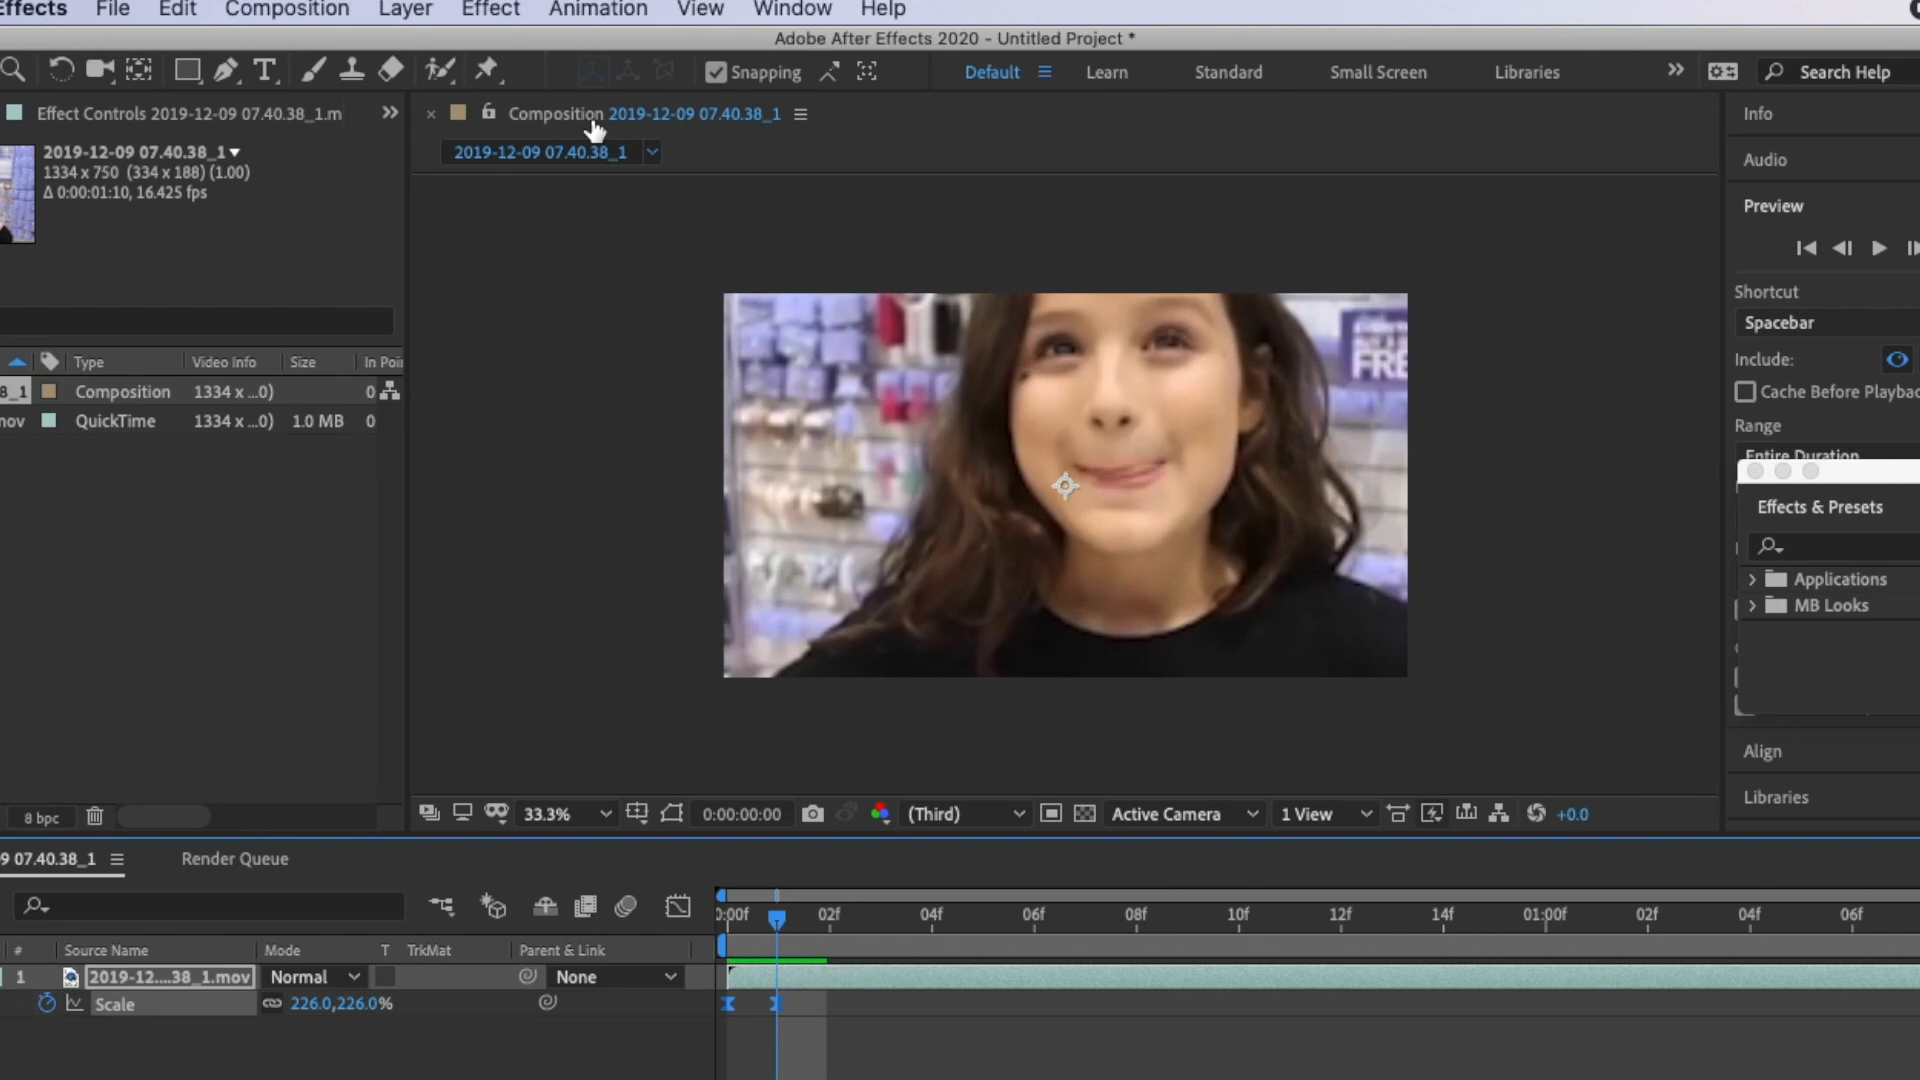 Effects File Edit Composition Layer Effect Animation View Window Help
Adobe After Effects 2020 - Untitled Project *
Snapping Default Learn Standard Small Screen Libraries Search Help
Effect Controls 2019-12-09 07.40.38_1.m
Composition 2019-12-09 07.40.38_1
2019-12-09 07.40.38_1
2019-12-09 07.40.38_1
1334 x 750 (334 x 188) (1.00)
Δ 0:00:01:10, 16.425 fps
Type Video Info Size In Poi
8_1 Composition 1334 x ...0) 0
nov QuickTime 1334 x ...0) 1.0 MB 0
FREE
Info
Audio
Preview
Shortcut
Spacebar
Include:
Cache Before Playbac
Range
Entire Duration
Effects & Presets
Applications
MB Looks
Align
Libraries
8 bpc
33.3% 0:00:00:00 (Third) Active Camera 1 View +0.0
09 07.40.38_1 Render Queue
0:00f 02f 04f 06f 08f 10f 12f 14f 01:00f 02f 04f 06f
# Source Name Mode T TrkMat Parent & Link
1 2019-12....38_1.mov Normal None
Scale 226.0,226.0%